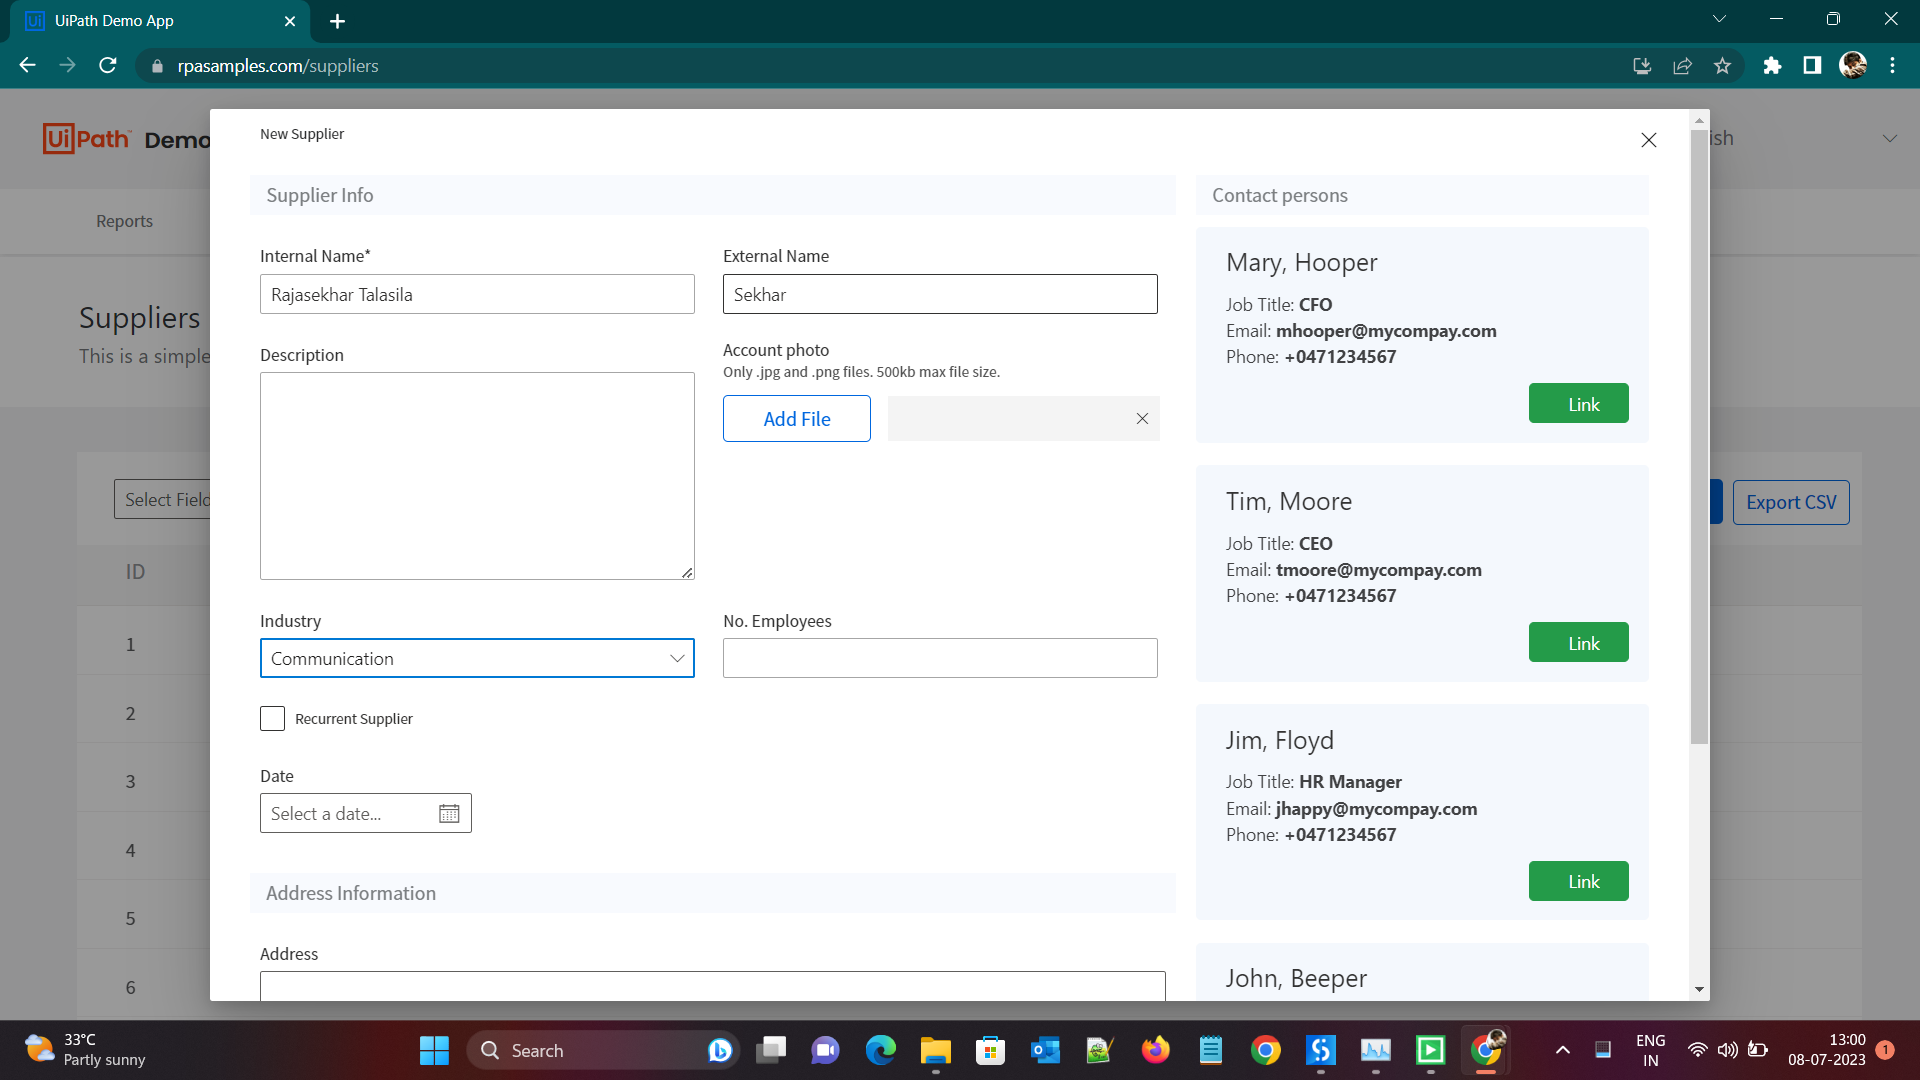 UiPath Demo App
rpasamples.com/suppliers
UiPath™ Demo
ish
Reports
Suppliers
This is a simple
Select Field
Export CSV
ID
1
2
3
4
5
6
New Supplier
Supplier Info
Internal Name*
External Name
Rajasekhar Talasila
Sekhar
Description
Account photo
Only .jpg and .png files. 500kb max file size.
Add File
Industry
No. Employees
Communication
Recurrent Supplier
Date
Select a date...
Address Information
Address
Contact persons
Mary, Hooper
Job Title: CFO
Email: mhooper@mycompay.com
Phone: +0471234567
Link
Tim, Moore
Job Title: CEO
Email: tmoore@mycompay.com
Phone: +0471234567
Link
Jim, Floyd
Job Title: HR Manager
Email: jhappy@mycompay.com
Phone: +0471234567
Link
John, Beeper
33°C
Partly sunny
Search
ENG
IN
13:00
08-07-2023
1